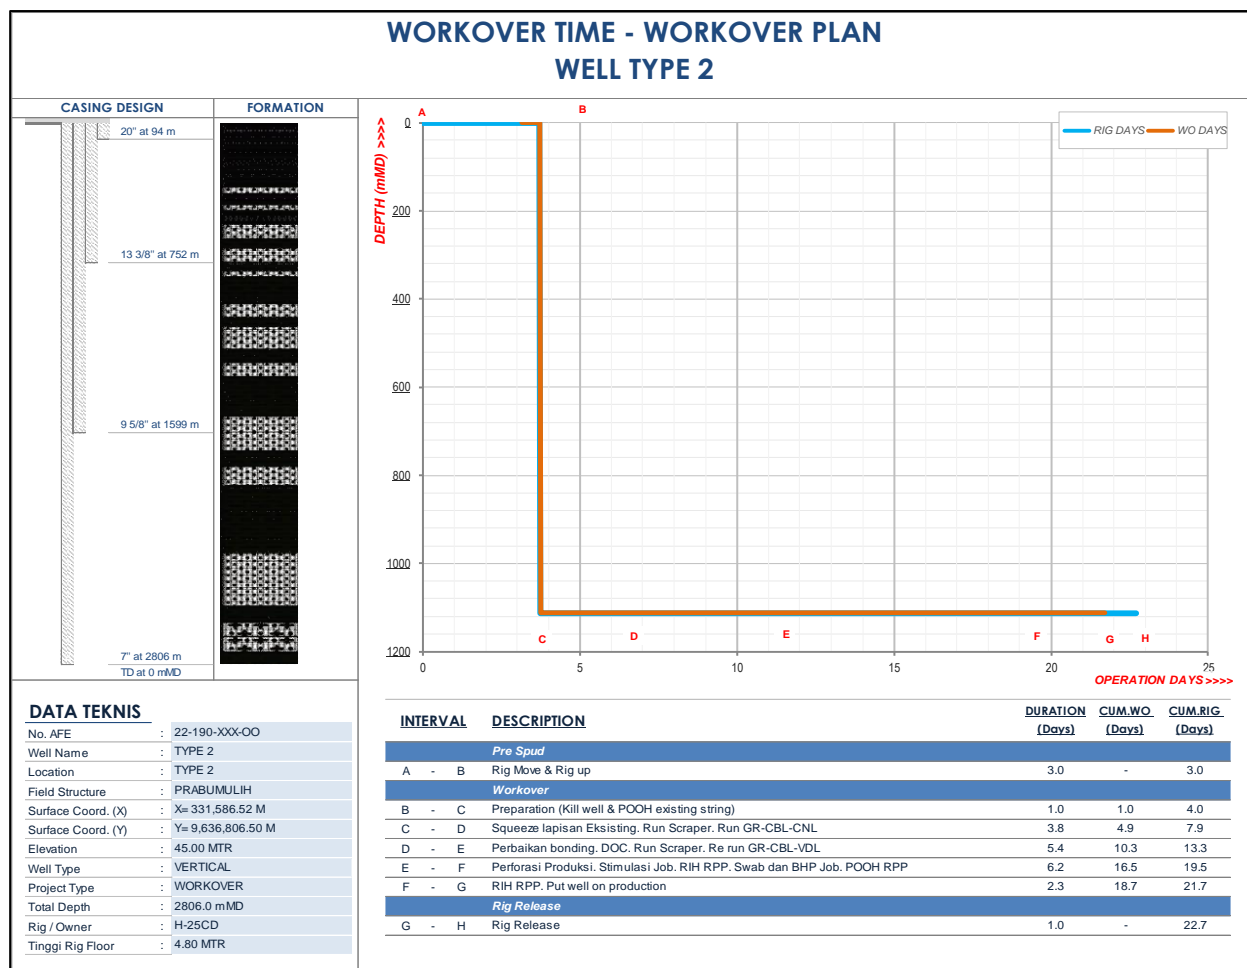 WORKOVER TIME - WORKOVER PLAN
WELL TYPE 2
CASING DESIGN
FORMATION
20" at 94 m
13 3/8" at 752 m
9 5/8" at 1599 m
7" at 2806 m
TD at 0 mMD
A
B
RIG DAYS
WO DAYS
DEPTH (mMD) >>>>
0
200
400
600
800
1000
1200
C
D
E
F
G
H
0
5
10
15
20
25
OPERATION DAYS >>>>
DATA TEKNIS
No. AFE : 22-190-XXX-OO
Well Name : TYPE 2
Location : TYPE 2
Field Structure : PRABUMULIH
Surface Coord. (X) : X= 331,586.52 M
Surface Coord. (Y) : Y= 9,636,806.50 M
Elevation : 45.00 MTR
Well Type : VERTICAL
Project Type : WORKOVER
Total Depth : 2806.0 mMD
Rig / Owner : H-25CD
Tinggi Rig Floor : 4.80 MTR
INTERVAL DESCRIPTION DURATION (Days) CUM.WO (Days) CUM.RIG (Days)
Pre Spud
A - B Rig Move & Rig up 3.0 - 3.0
Workover
B - C Preparation (Kill well & POOH existing string) 1.0 1.0 4.0
C - D Squeeze lapisan Eksisting. Run Scraper. Run GR-CBL-CNL 3.8 4.9 7.9
D - E Perbaikan bonding. DOC. Run Scraper. Re run GR-CBL-VDL 5.4 10.3 13.3
E - F Perforasi Produksi. Stimulasi Job. RIH RPP. Swab dan BHP Job. POOH RPP 6.2 16.5 19.5
F - G RIH RPP. Put well on production 2.3 18.7 21.7
Rig Release
G - H Rig Release 1.0 - 22.7